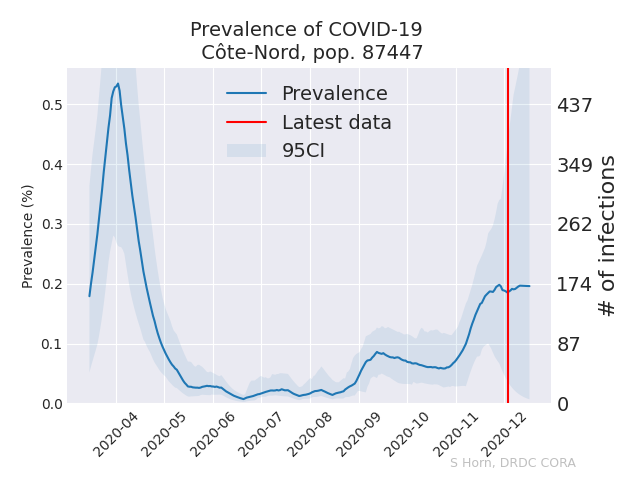 Prevalence of COVID-19
Côte-Nord, pop. 87447
Prevalence
Latest data
95CI
Prevalence (%)
0.5
0.4
0.3
0.2
0.1
0.0
437
349
262
174
87
0
# of infections
2020-04
2020-05
2020-06
2020-07
2020-08
2020-09
2020-10
2020-11
2020-12
S Horn, DRDC CORA